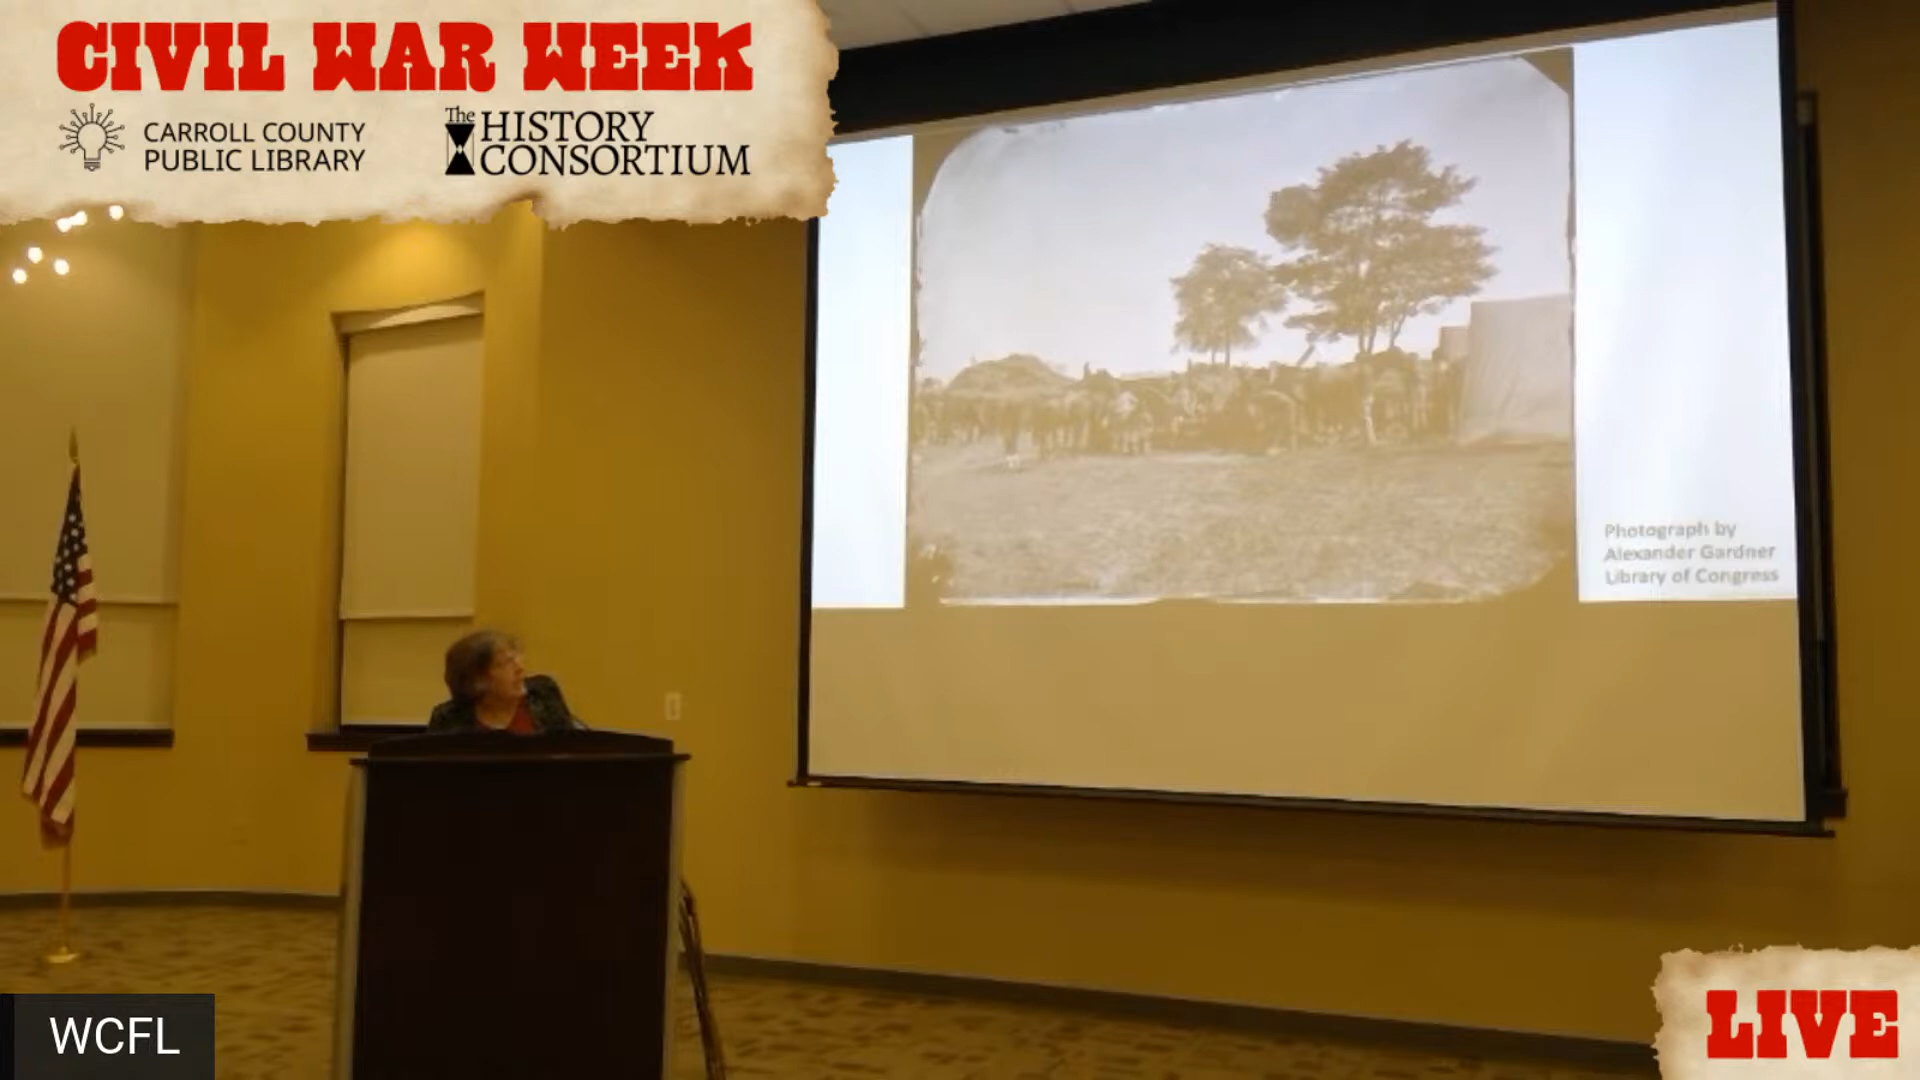 CIVIL WAR WEEK
CARROLL COUNTY
PUBLIC LIBRARY
The
HISTORY
CONSORTIUM
Photograph by
Alexander Gardner
Library of Congress
WCFL
LIVE